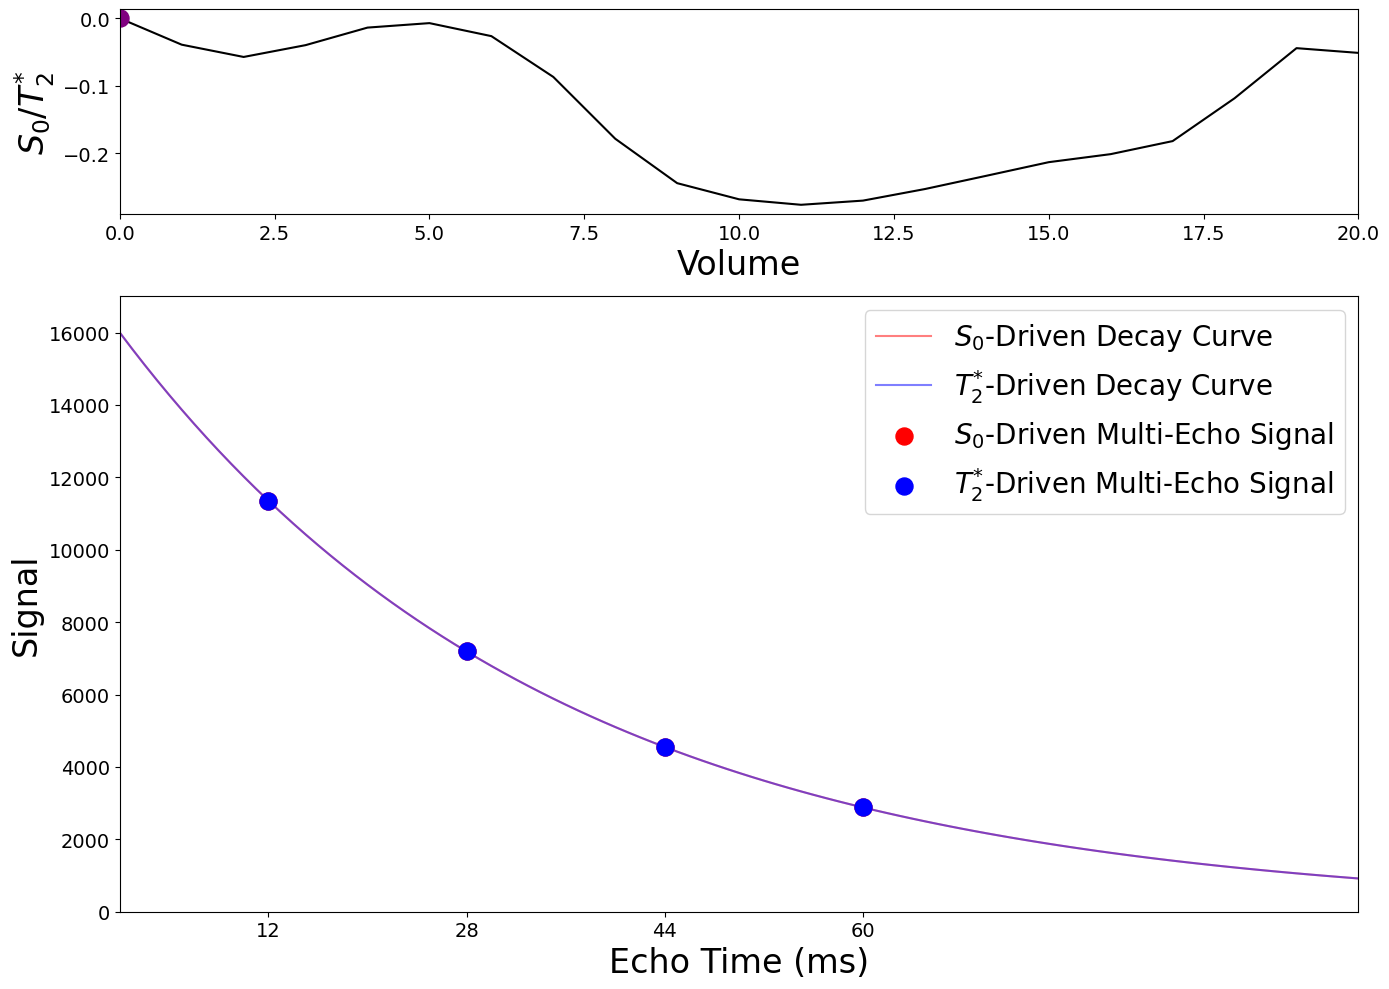 0.0
−0.1
−0.2
S₀/T₂*
0.0 2.5 5.0 7.5 10.0 12.5 15.0 17.5 20.0
Volume
16000
14000
12000
10000
8000
6000
4000
2000
0
Signal
S₀-Driven Decay Curve
T₂*-Driven Decay Curve
S₀-Driven Multi-Echo Signal
T₂*-Driven Multi-Echo Signal
12 28 44 60
Echo Time (ms)